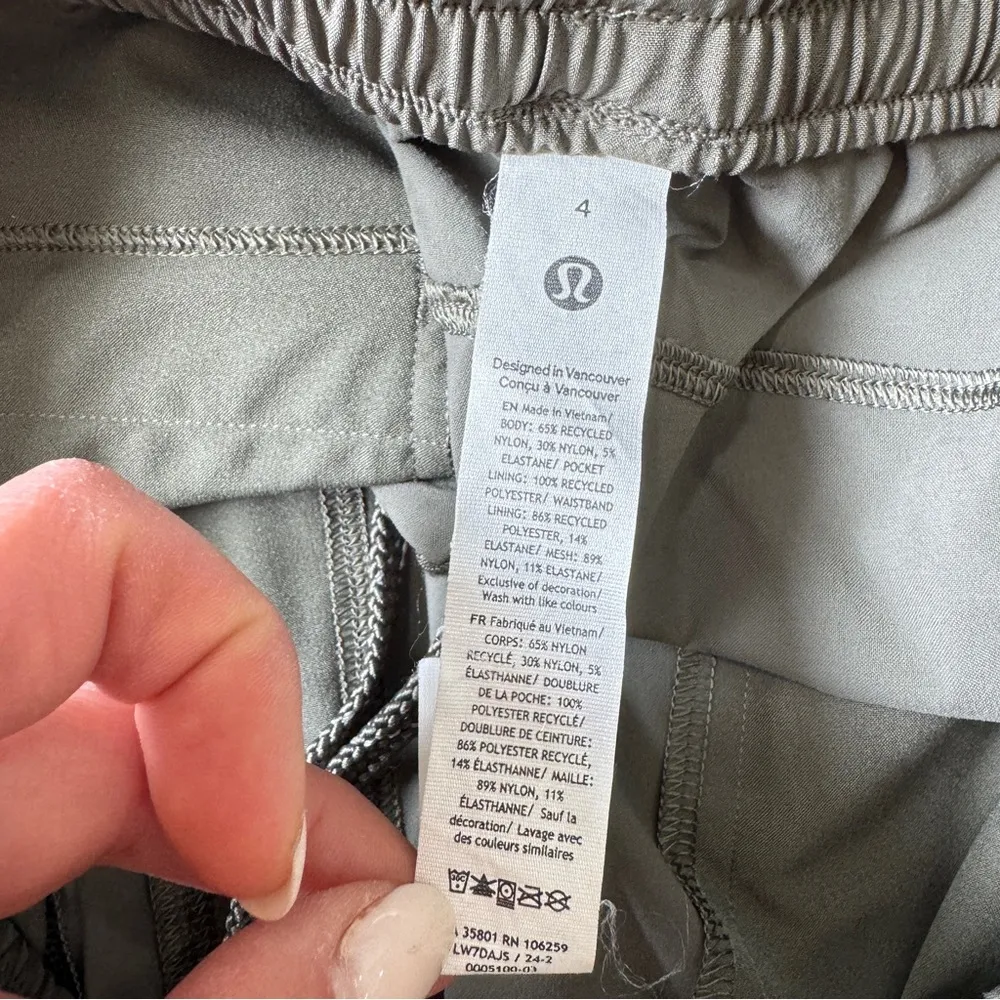 4
Designed in Vancouver
Conçu à Vancouver
EN Made in Vietnam/
BODY: 65% RECYCLED
NYLON, 30% NYLON, 5%
ELASTANE/ POCKET
LINING: 100% RECYCLED
POLYESTER/ WAISTBAND
LINING: 86% RECYCLED
POLYESTER, 14%
ELASTANE/ MESH: 89%
NYLON, 11% ELASTANE/
Exclusive of decoration/
Wash with like colours
FR Fabriqué au Vietnam/
CORPS: 65% NYLON
RECYCLÉ, 30% NYLON, 5%
ÉLASTHANNE/ DOUBLURE
DE LA POCHE: 100%
POLYESTER RECYCLÉ/
DOUBLURE DE CEINTURE:
86% POLYESTER RECYCLÉ,
14% ÉLASTHANNE/ MAILLE:
89% NYLON, 11%
ÉLASTHANNE/ Sauf la
décoration/ Lavage avec
des couleurs similaires
30C
35801 RN 106259
LW7DAJS / 24-2